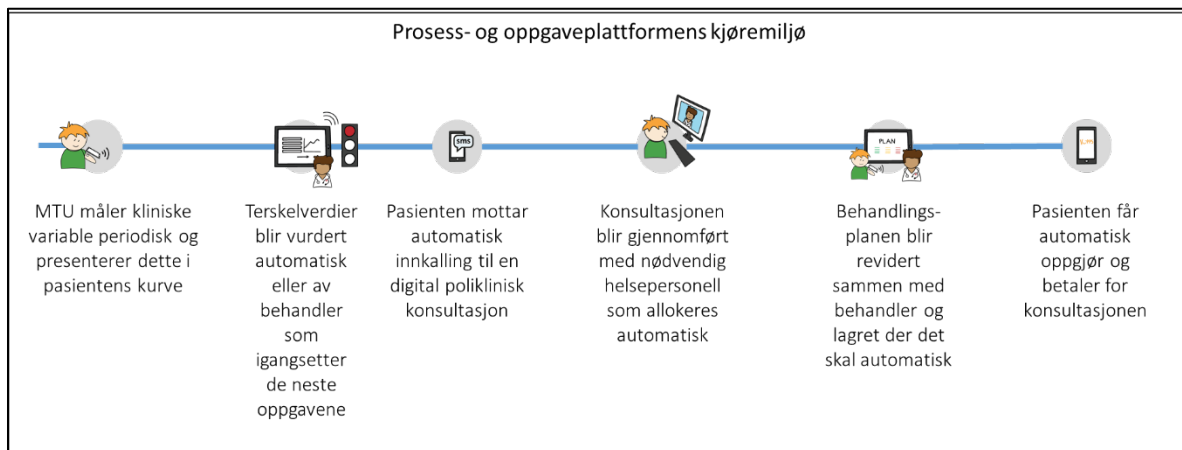 Prosess- og oppgaveplattformens kjøremiljø
sms
PLAN
MTU måler kliniske
variable periodisk og
presenterer dette i
pasientens kurve
Terskelverdier
blir vurdert
automatisk
eller av
behandler
som
igangsetter
de neste
oppgavene
Pasienten mottar
automatisk
innkalling til en
digital poliklinisk
konsultasjon
Konsultasjonen
blir gjennomført
med nødvendig
helsepersonell
som allokeres
automatisk
Behandlings-
planen blir
revidert
sammen med
behandler og
lagret der det
skal automatisk
Pasienten får
automatisk
oppgjør og
betaler for
konsultasjonen